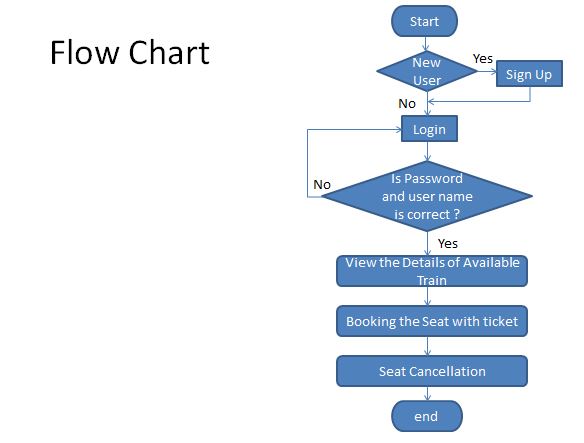 Flow Chart
Start
New
User
Yes
Sign Up
No
Login
Is Password
and user name
is correct ?
No
Yes
View the Details of Available
Train
Booking the Seat with ticket
Seat Cancellation
end